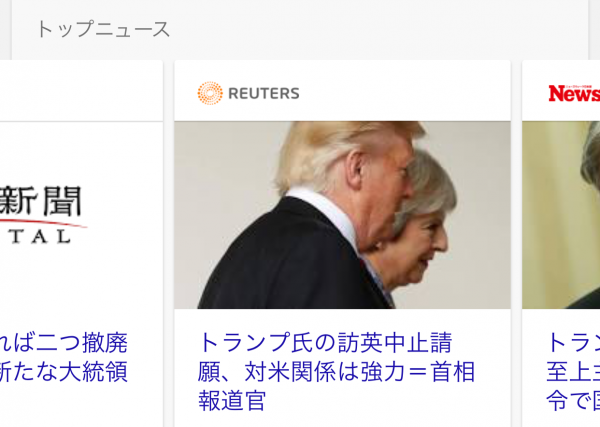 トップニュース
新聞
TAL
れば二つ撤廃
新たな大統領
REUTERS
トランプ氏の訪英中止請
願、対米関係は強力＝首相
報道官
News
トラン
至上主
令で国